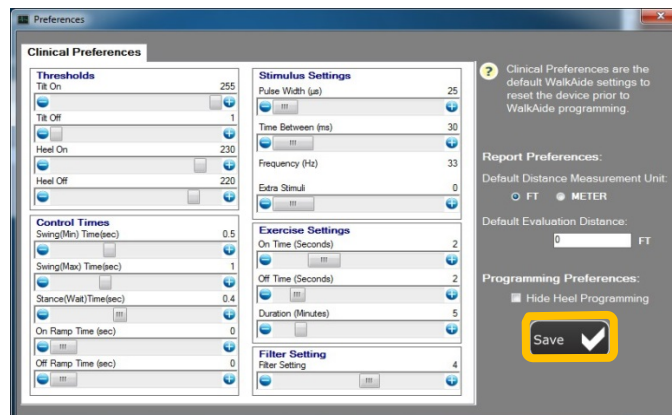 Preferences
Clinical Preferences
Thresholds
Tilt On 255
Tilt Off 1
Heel On 230
Heel Off 220
Control Times
Swing(Min) Time(sec) 0.5
Swing(Max) Time(sec) 1
Stance(Wait)Time(sec) 0.4
On Ramp Time (sec) 0
Off Ramp Time (sec) 0
Stimulus Settings
Pulse Width (µs) 25
Time Between (ms) 30
Frequency (Hz) 33
Extra Stimuli 0
Exercise Settings
On Time (Seconds) 2
Off Time (Seconds) 2
Duration (Minutes) 5
Filter Setting
Filter Setting 4
? Clinical Preferences are the
default WalkAide settings to
reset the device prior to
WalkAide programming.
Report Preferences:
Default Distance Measurement Unit:
FT METER
Default Evaluation Distance:
0 FT
Programming Preferences:
Hide Heel Programming
Save